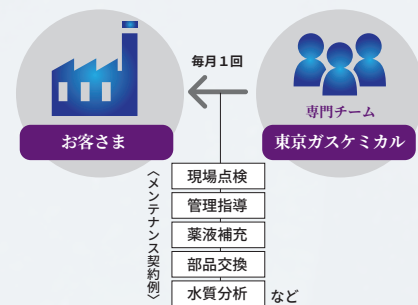 毎月1回
専門チーム
お客さま
東京ガスケミカル
〈メンテナンス契約例〉
現場点検
管理指導
薬液補充
部品交換
水質分析 など